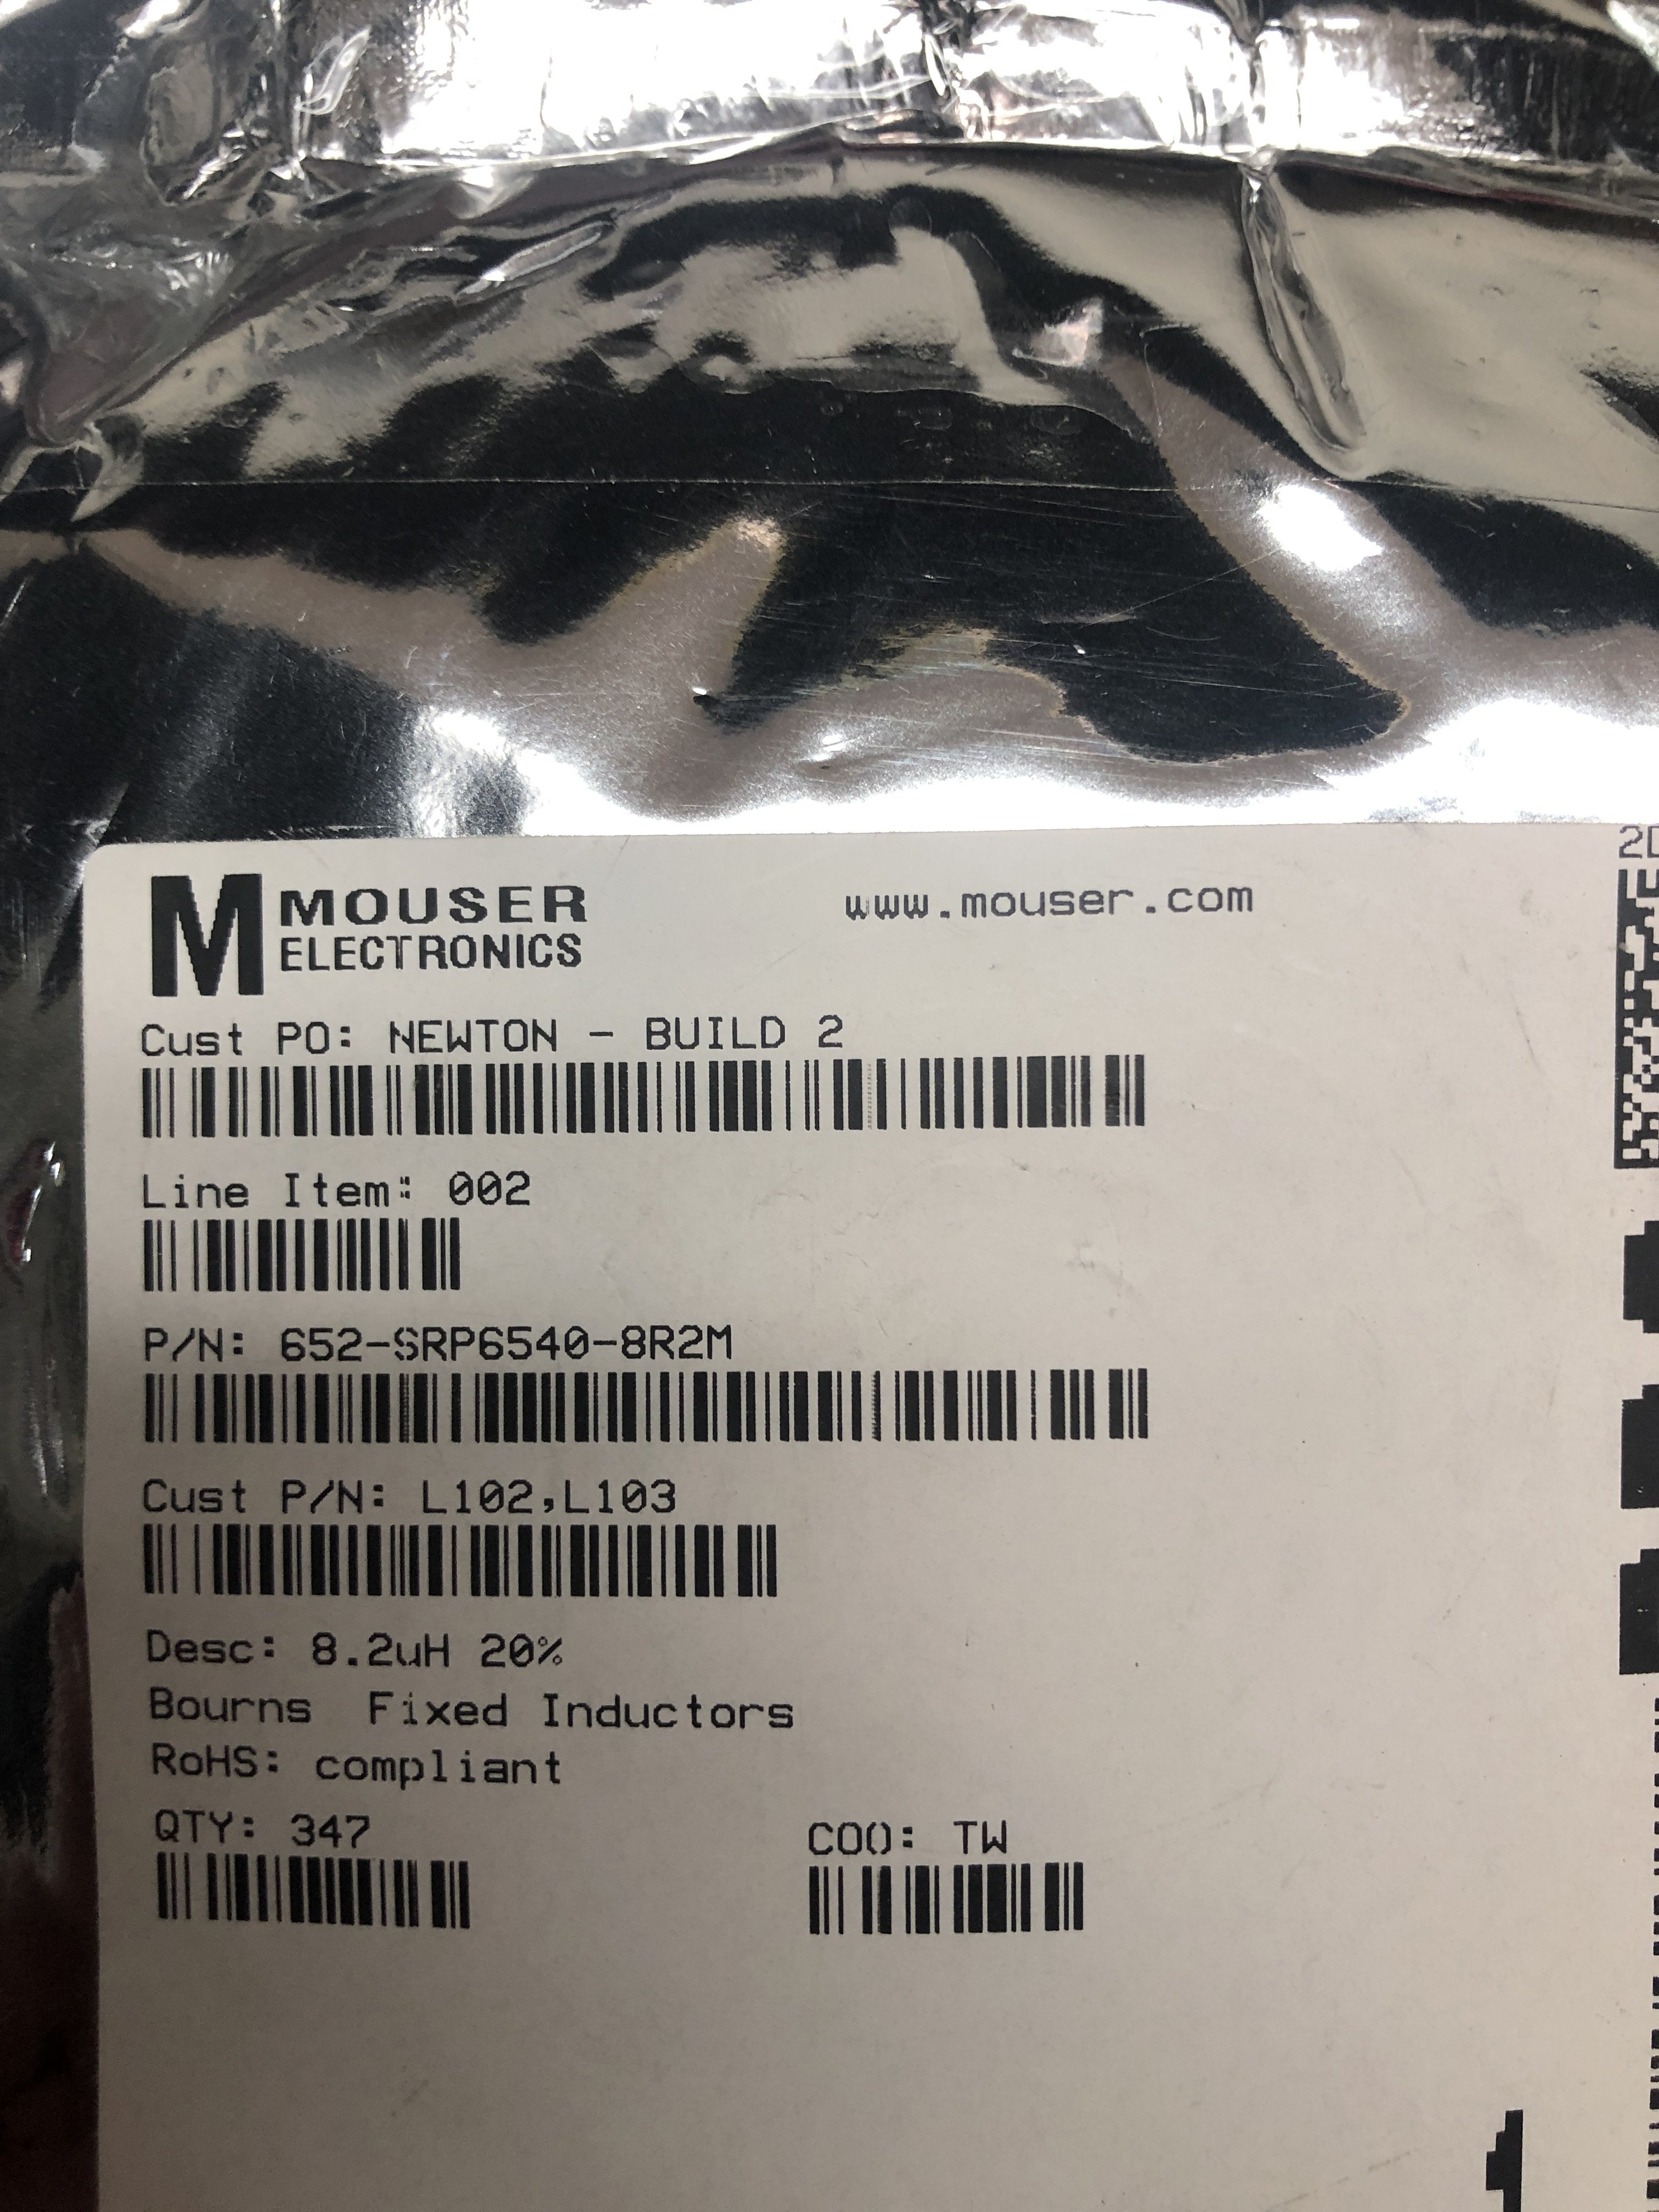 M MOUSER
ELECTRONICS
www.mouser.com
Cust PO: NEWTON - BUILD 2
Line Item: 002
P/N: 652-SRP6540-8R2M
Cust P/N: L102,L103
Desc: 8.2uH 20%
Bourns Fixed Inductors
RoHS: compliant
QTY: 347
COO: TW